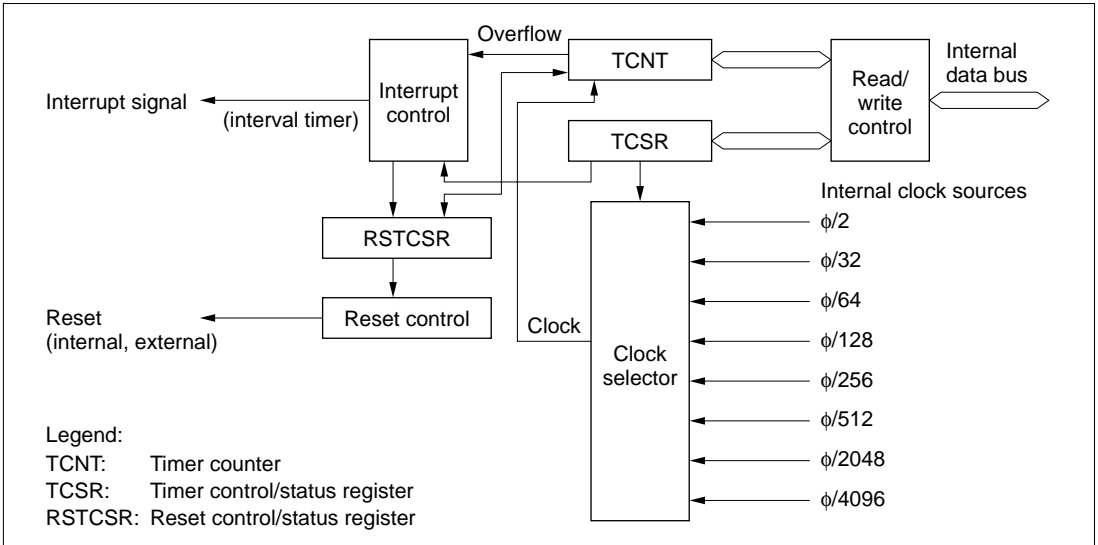 Overflow
TCNT
Internal
data bus
Read/
write
control
Interrupt
control
Interrupt signal
(interval timer)
TCSR
Internal clock sources
ϕ/2
RSTCSR
ϕ/32
ϕ/64
Reset control
Reset
(internal, external)
Clock
ϕ/128
Clock
selector
ϕ/256
ϕ/512
ϕ/2048
ϕ/4096
Legend:
TCNT: Timer counter
TCSR: Timer control/status register
RSTCSR: Reset control/status register